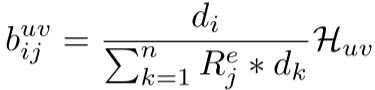 $b_{ij}^{uv} = \frac{d_i}{\sum_{k=1}^{n} R_j^e * d_k} \mathcal{H}_{uv}$